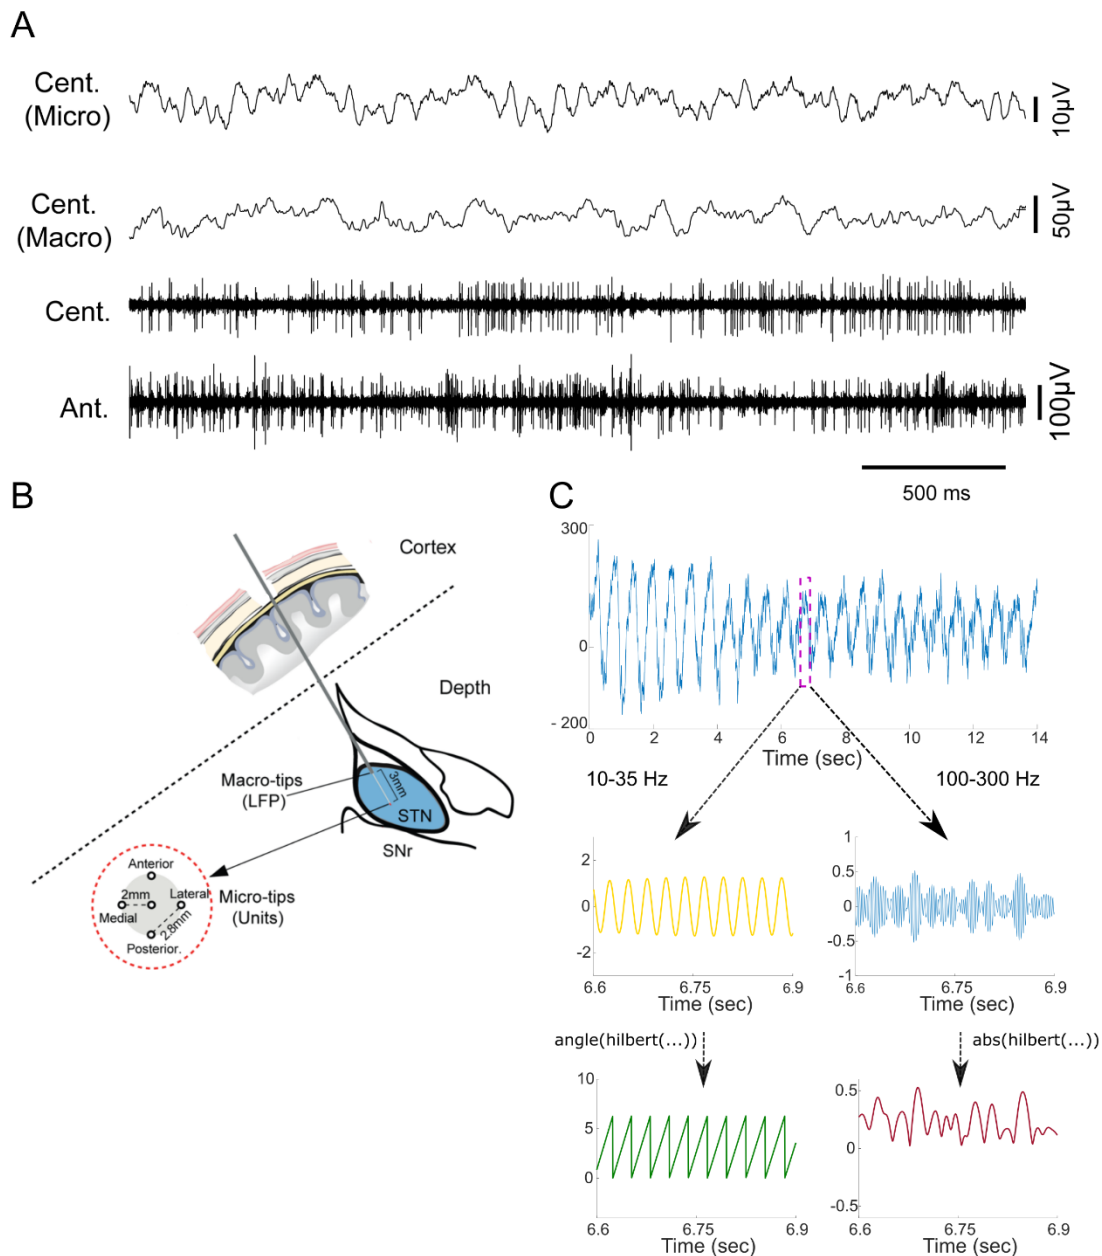 A
Cent.
(Micro)
10µV
Cent.
(Macro)
50µV
Cent.
Ant.
100µV
500 ms
B
Cortex
Depth
Macro-tips
(LFP)
3mm
STN
SNr
Anterior
2mm
Lateral
Medial
2.8mm
Posterior.
Micro-tips
(Units)
C
300
0
- 200
0
2
4
6
8
10
12
14
Time (sec)
10-35 Hz
100-300 Hz
2
0
-2
6.6
6.75
6.9
Time (sec)
1
0.5
0
-0.5
-1
6.6
6.75
6.9
Time (sec)
angle(hilbert(...))
abs(hilbert(...))
10
5
0
6.6
6.75
6.9
Time (sec)
0.5
0
-0.5
6.6
6.75
6.9
Time (sec)